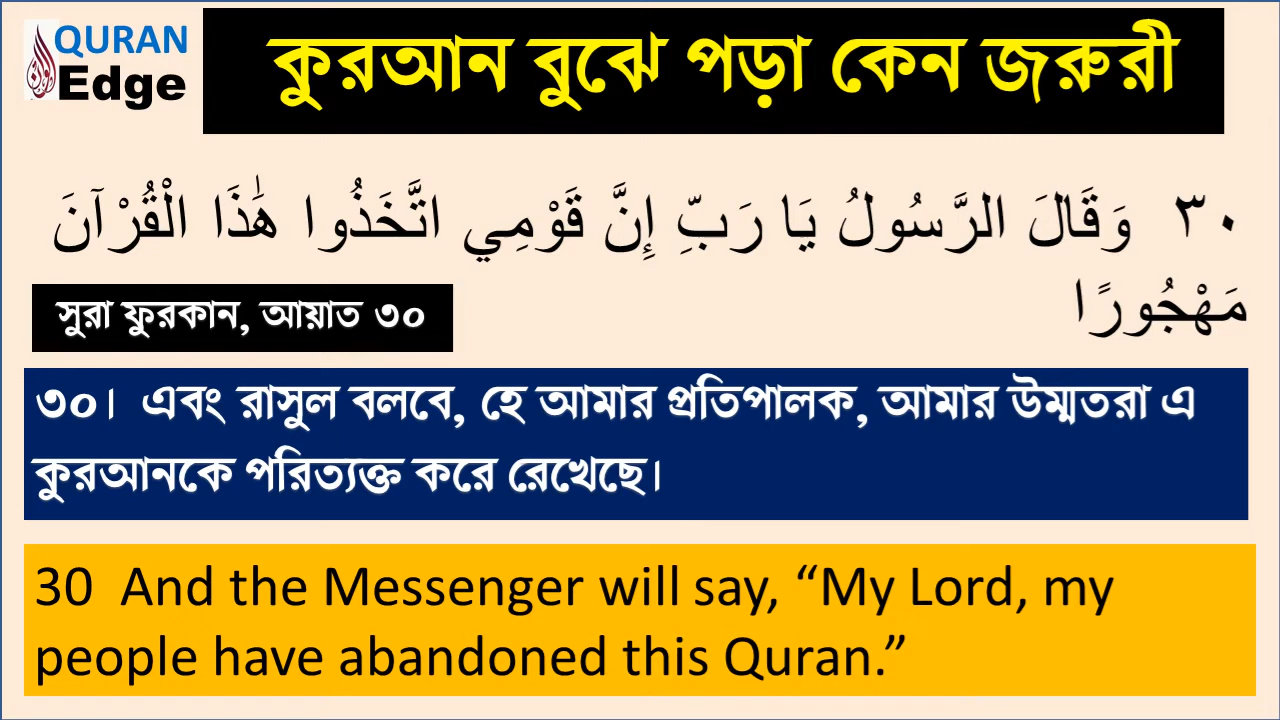 QURAN
Edge
কুরআন বুঝে পড়া কেন জরুরী
٣٠ وَقَالَ الرَّسُولُ يَا رَبِّ إِنَّ قَوْمِي اتَّخَذُوا هَٰذَا الْقُرْآنَ
مَهْجُورًا
সুরা ফুরকান, আয়াত ৩০
৩০। এবং রাসুল বলবে, হে আমার প্রতিপালক, আমার উম্মতরা এ
কুরআনকে পরিত্যক্ত করে রেখেছে।
30 And the Messenger will say, “My Lord, my
people have abandoned this Quran.”